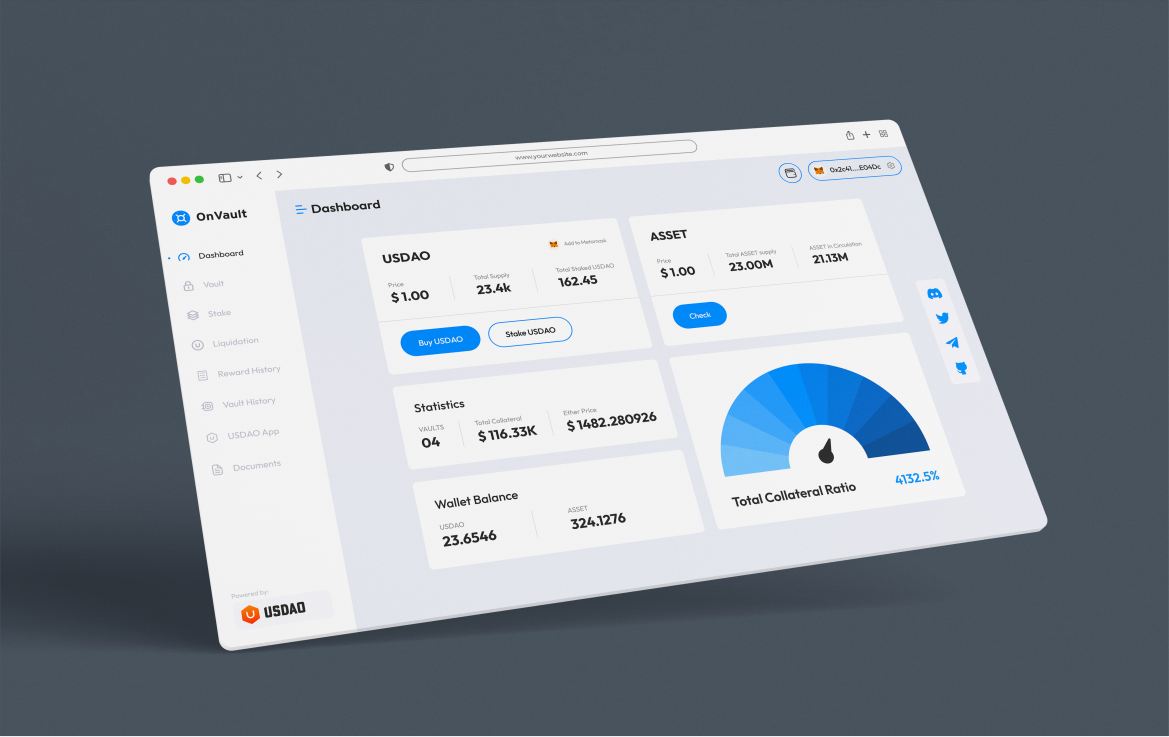 www.yourwebsite.com
OnVault
Dashboard
Vault
Stake
Liquidation
Reward History
Vault History
USDAO App
Documents
Powered by:
USDAO
Dashboard
0x2c41....E04Dc
USDAO
Add to Metamask
Price
$ 1.00
Total Supply
23.4k
Total Staked USDAO
162.45
Buy USDAO
Stake USDAO
ASSET
Price
$ 1.00
Total ASSET supply
23.00M
ASSET in Circulation
21.13M
Check
Statistics
VAULTS
04
Total Collateral
$ 116.33K
Ether Price
$ 1482.280926
Wallet Balance
USDAO
23.6546
ASSET
324.1276
Total Collateral Ratio
4132.5%